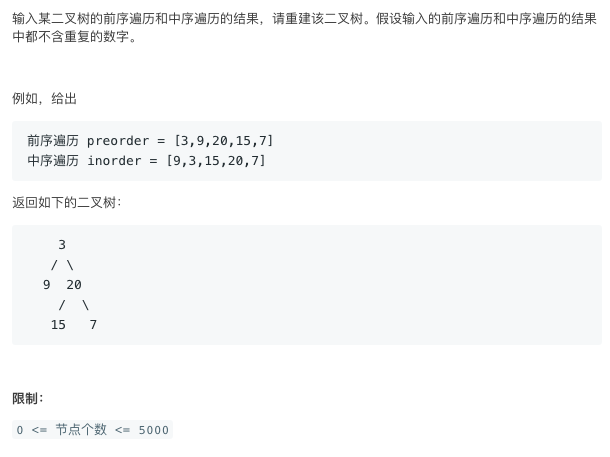 输入某二叉树的前序遍历和中序遍历的结果，请重建该二叉树。假设输入的前序遍历和中序遍历的结果
中都不含重复的数字。
例如，给出
前序遍历 preorder = [3,9,20,15,7]
中序遍历 inorder = [9,3,15,20,7]
返回如下的二叉树：
3
/ \
9 20
/ \
15 7
限制：
0 <= 节点个数 <= 5000